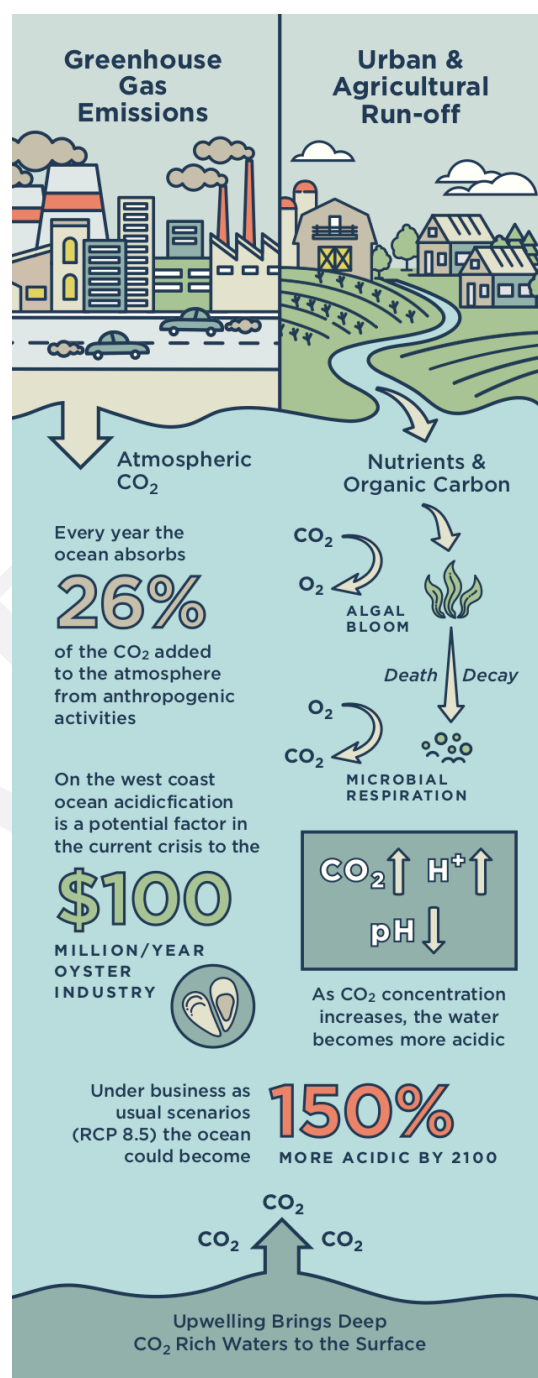 Greenhouse
Gas
Emissions
Urban &
Agricultural
Run-off
Atmospheric
CO₂
Every year the
ocean absorbs
26%
of the CO₂ added
to the atmosphere
from anthropogenic
activities
On the west coast
ocean acidicfication
is a potential factor in
the current crisis to the
$100
MILLION/YEAR
OYSTER
INDUSTRY
Nutrients &
Organic Carbon
CO₂
O₂
ALGAL
BLOOM
Death
Decay
O₂
CO₂
MICROBIAL
RESPIRATION
CO₂ H⁺
pH
As CO₂ concentration
increases, the water
becomes more acidic
Under business as
usual scenarios
(RCP 8.5) the ocean
could become
150%
MORE ACIDIC BY 2100
CO₂
CO₂ CO₂
Upwelling Brings Deep
CO₂ Rich Waters to the Surface